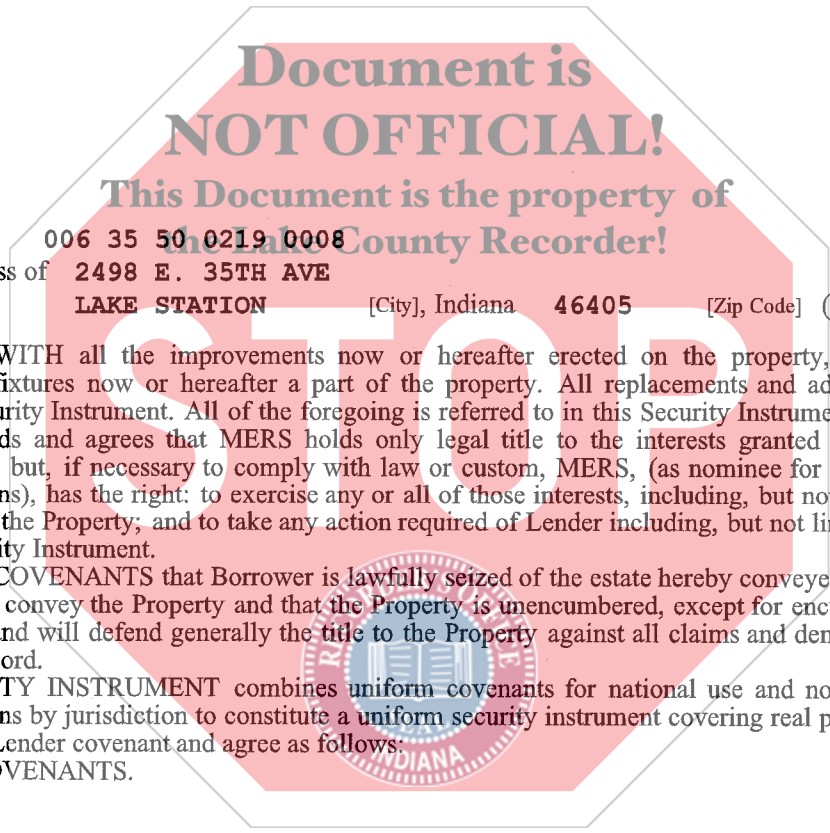 Document is
NOT OFFICIAL!
This Document is the property of
the Lake County Recorder!
006 35 50 0219 0008
ss of 2498 E. 35TH AVE
LAKE STATION [City], Indiana 46405 [Zip Code] (
STOP
WITH all the improvements now or hereafter erected on the property,
ixtures now or hereafter a part of the property. All replacements and ad
urity Instrument. All of the foregoing is referred to in this Security Instrume
ds and agrees that MERS holds only legal title to the interests granted
but, if necessary to comply with law or custom, MERS, (as nominee for
ns), has the right: to exercise any or all of those interests, including, but no
the Property; and to take any action required of Lender including, but not li
ity Instrument.
COVENANTS that Borrower is lawfully seized of the estate hereby conveye
convey the Property and that the Property is unencumbered, except for enc
nd will defend generally the title to the Property against all claims and de
ord.
TY INSTRUMENT combines uniform covenants for national use and no
ns by jurisdiction to constitute a uniform security instrument covering real p
Lender covenant and agree as follows:
OVENANTS.
INDIANA